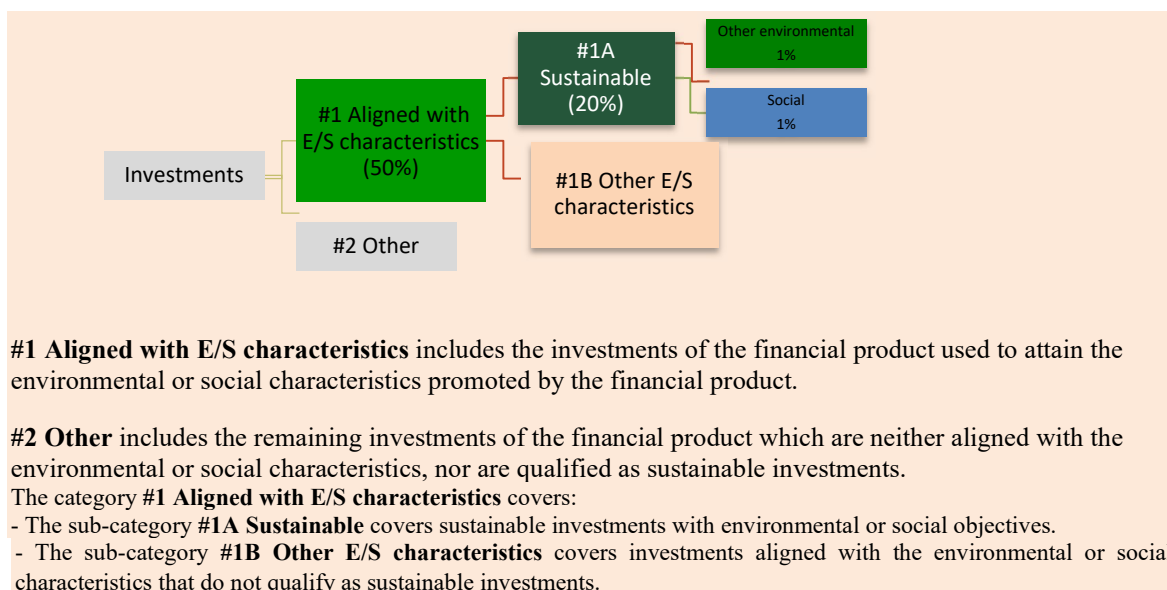 Other environmental
1%
#1A
Sustainable
(20%)
Social
1%
#1 Aligned with
E/S characteristics
(50%)
Investments
#1B Other E/S
characteristics
#2 Other
#1 Aligned with E/S characteristics includes the investments of the financial product used to attain the
environmental or social characteristics promoted by the financial product.
#2 Other includes the remaining investments of the financial product which are neither aligned with the
environmental or social characteristics, nor are qualified as sustainable investments.
The category #1 Aligned with E/S characteristics covers:
- The sub-category #1A Sustainable covers sustainable investments with environmental or social objectives.
- The sub-category #1B Other E/S characteristics covers investments aligned with the environmental or social
characteristics that do not qualify as sustainable investments.